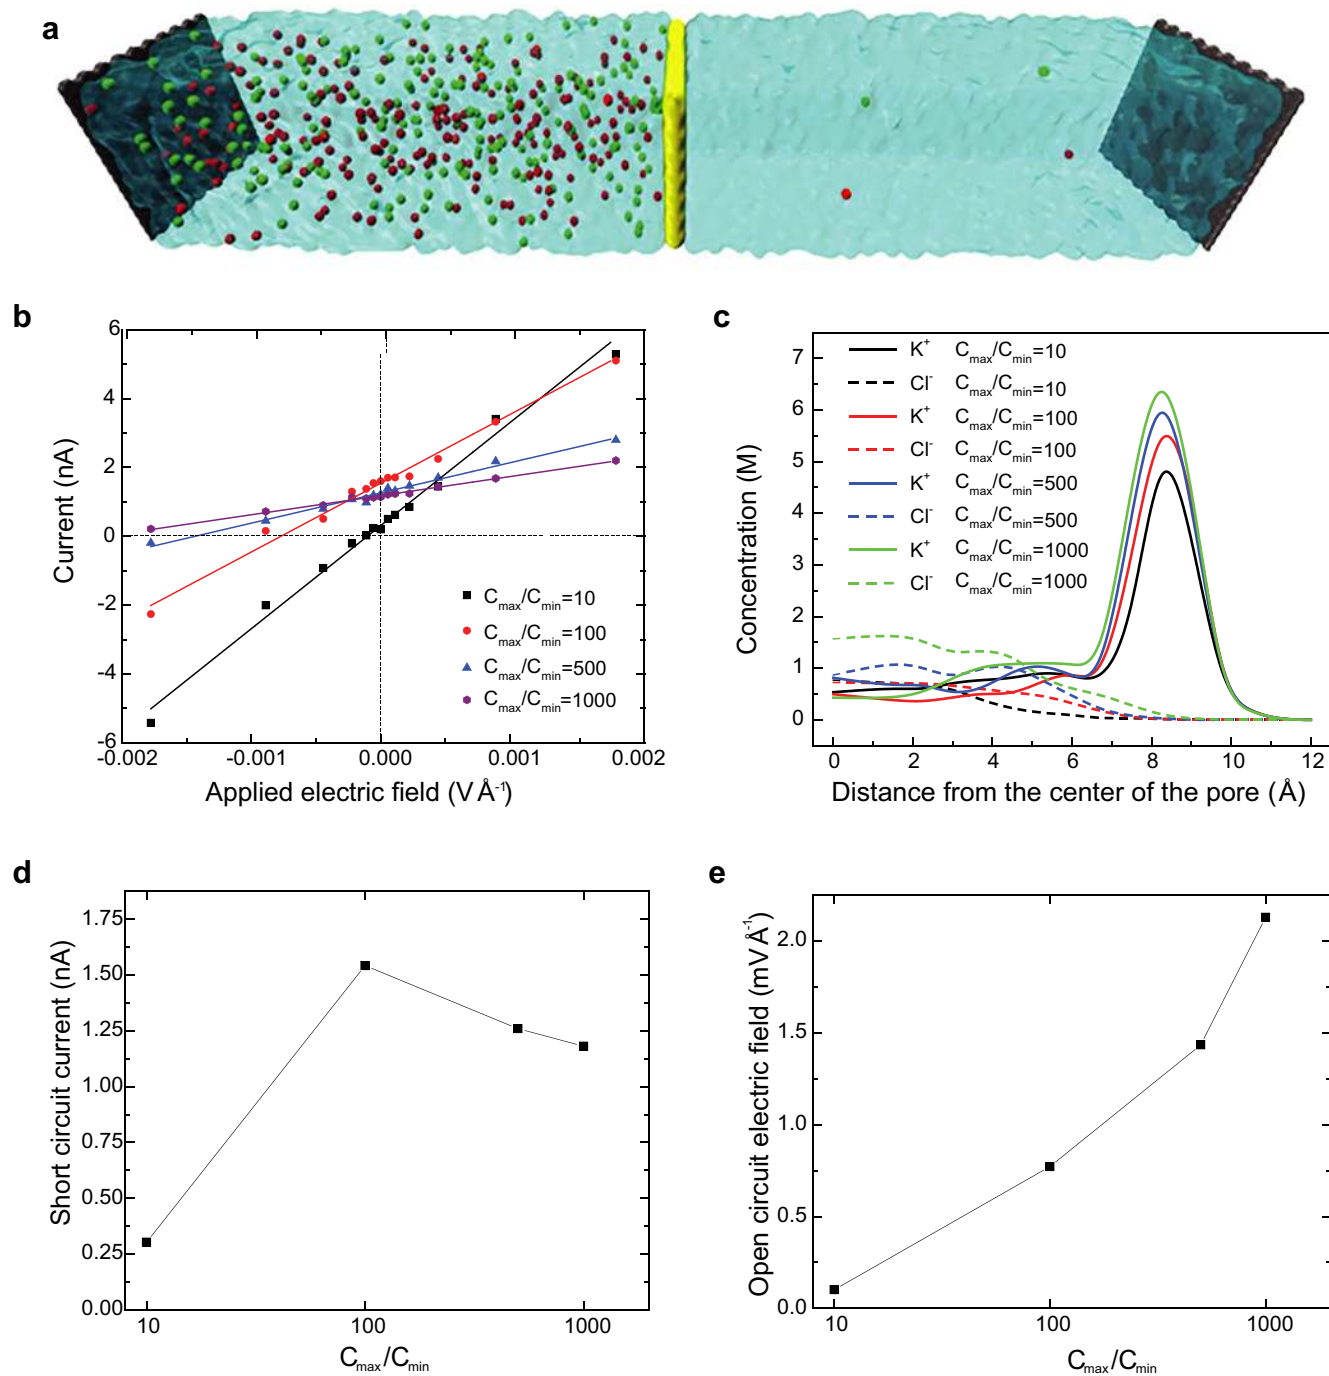 a
b
6
4
2
0
-2
-4
-6
Current (nA)
-0.002 -0.001 0.000 0.001 0.002
Applied electric field (V Å⁻¹)
Cmax/Cmin=10
Cmax/Cmin=100
Cmax/Cmin=500
Cmax/Cmin=1000
c
7
6
5
4
3
2
1
0
Concentration (M)
K⁺ Cmax/Cmin=10
Cl⁻ Cmax/Cmin=10
K⁺ Cmax/Cmin=100
Cl⁻ Cmax/Cmin=100
K⁺ Cmax/Cmin=500
Cl⁻ Cmax/Cmin=500
K⁺ Cmax/Cmin=1000
Cl⁻ Cmax/Cmin=1000
0 2 4 6 8 10 12
Distance from the center of the pore (Å)
d
1.75
1.50
1.25
1.00
0.75
0.50
0.25
0.00
Short circuit current (nA)
10 100 1000
Cmax/Cmin
e
2.0
1.5
1.0
0.5
0.0
Open circuit electric field (mV Å⁻¹)
10 100 1000
Cmax/Cmin